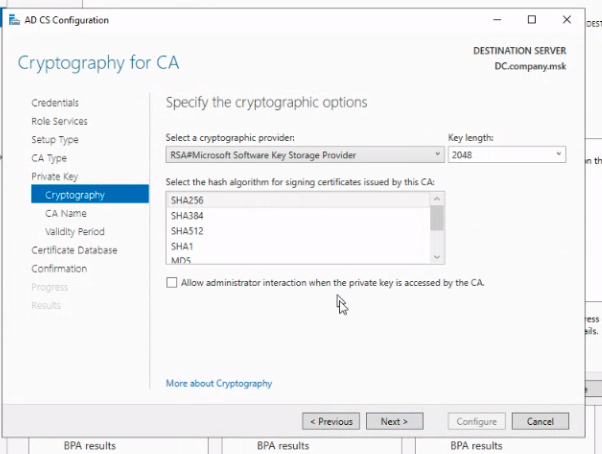 AD CS Configuration
Cryptography for CA
DESTINATION SERVER
DC.company.msk
Credentials
Role Services
Setup Type
CA Type
Private Key
Cryptography
CA Name
Validity Period
Certificate Database
Confirmation
Progress
Results
Specify the cryptographic options
Select a cryptographic provider:
Key length:
RSA#Microsoft Software Key Storage Provider
2048
Select the hash algorithm for signing certificates issued by this CA:
SHA256
SHA384
SHA512
SHA1
MD5
Allow administrator interaction when the private key is accessed by the CA.
More about Cryptography
< Previous
Next >
Configure
Cancel
BPA results
BPA results
BPA results